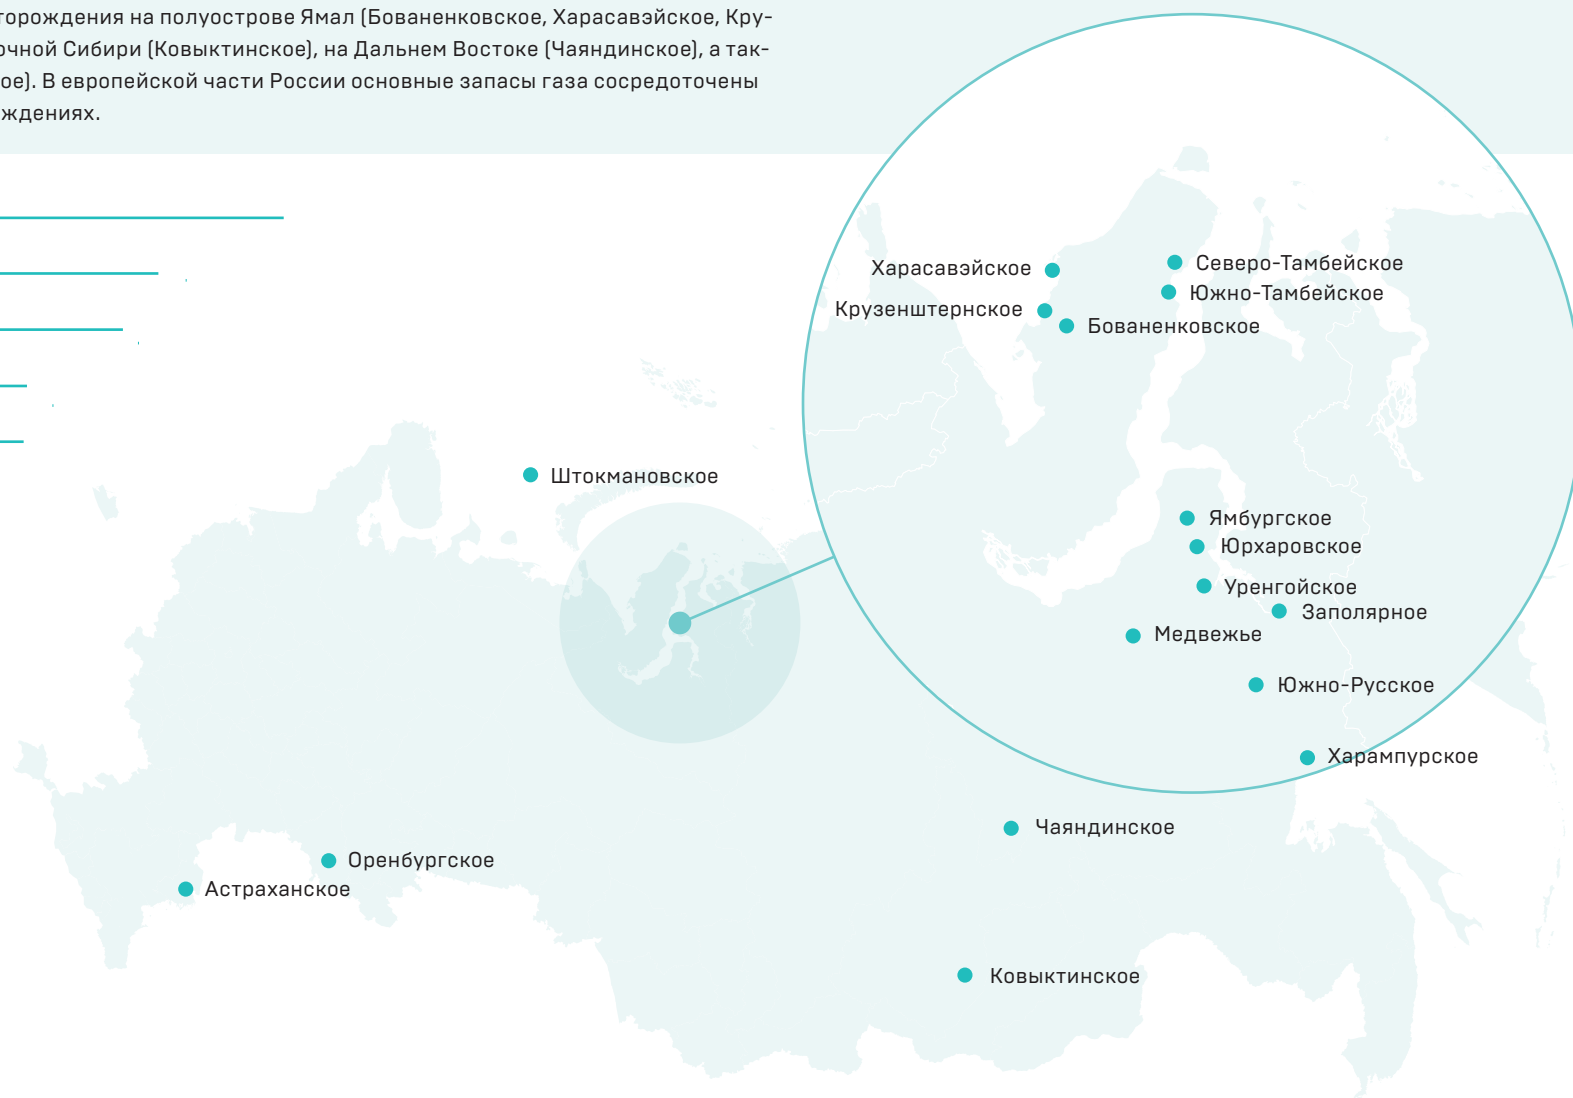 торождения на полуострове Ямал (Бованенковское, Харасавэйское, Кру-
очной Сибири (Ковыктинское), на Дальнем Востоке (Чаяндинское), а так-
ое). В европейской части России основные запасы газа сосредоточены
ждениях.
Харасавэйское
Северо-Тамбейское
Южно-Тамбейское
Крузенштернское
Бованенковское
Штокмановское
Ямбургское
Юрхаровское
Уренгойское
Заполярное
Медвежье
Южно-Русское
Харампурское
Чаяндинское
Оренбургское
Астраханское
Ковыктинское